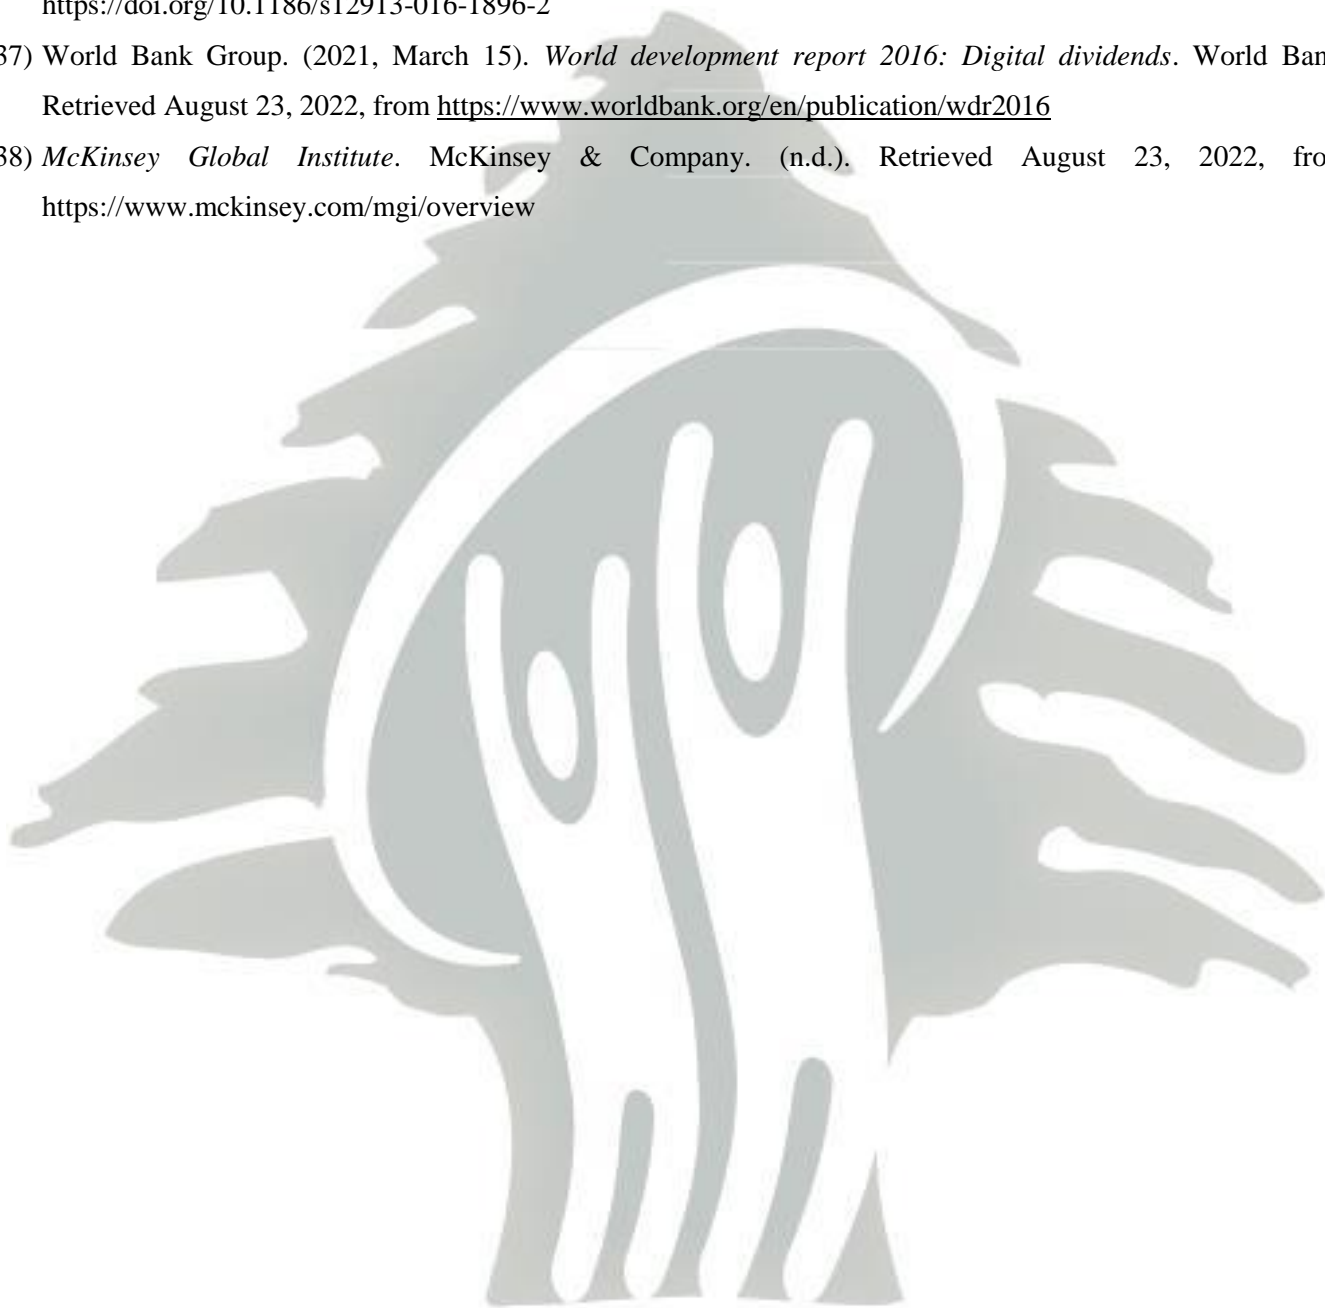 https://doi.org/10.1186/s12913-016-1896-2
37) World Bank Group. (2021, March 15). World development report 2016: Digital dividends. World Ban
Retrieved August 23, 2022, from https://www.worldbank.org/en/publication/wdr2016
38) McKinsey Global Institute. McKinsey & Company. (n.d.). Retrieved August 23, 2022, fro
https://www.mckinsey.com/mgi/overview